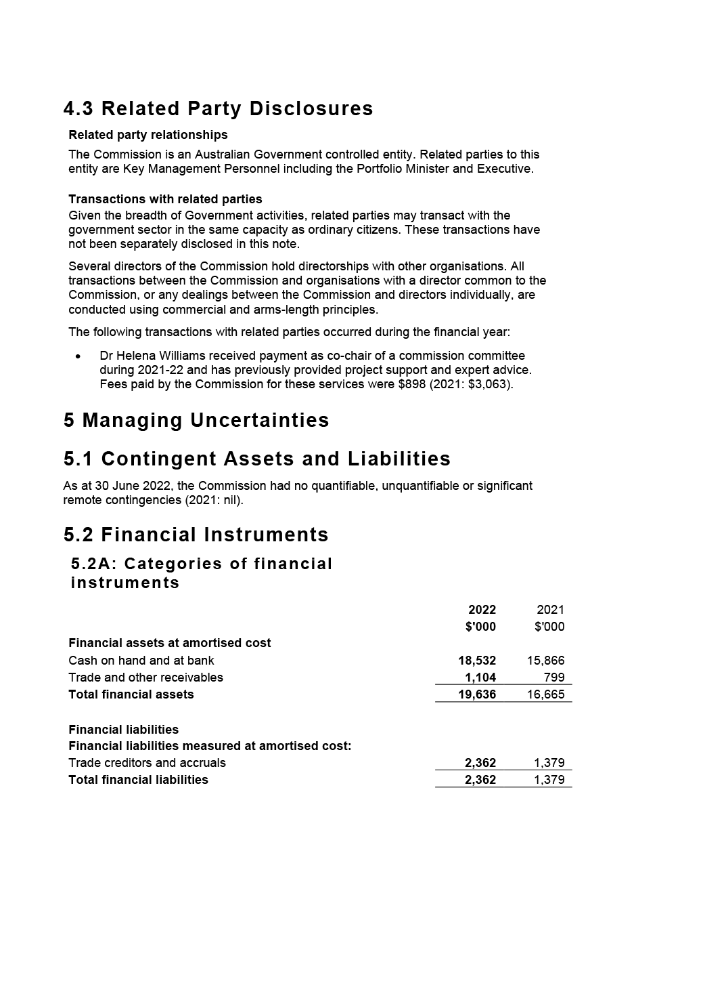 4.3 Related Party Disclosures
Related party relationships
The Commission is an Australian Government controlled entity. Related parties to this
entity are Key Management Personnel including the Portfolio Minister and Executive.
Transactions with related parties
Given the breadth of Government activities, related parties may transact with the
government sector in the same capacity as ordinary citizens. These transactions have
not been separately disclosed in this note.
Several directors of the Commission hold directorships with other organisations. All
transactions between the Commission and organisations with a director common to the
Commission, or any dealings between the Commission and directors individually, are
conducted using commercial and arms-length principles.
The following transactions with related parties occurred during the financial year:
• Dr Helena Williams received payment as co-chair of a commission committee
during 2021-22 and has previously provided project support and expert advice.
Fees paid by the Commission for these services were $898 (2021: $3,063).
5 Managing Uncertainties
5.1 Contingent Assets and Liabilities
As at 30 June 2022, the Commission had no quantifiable, unquantifiable or significant
remote contingencies (2021: nil).
5.2 Financial Instruments
5.2A: Categories of financial
instruments
2022 2021
$'000 $'000
Financial assets at amortised cost
Cash on hand and at bank 18,532 15,866
Trade and other receivables 1,104 799
Total financial assets 19,636 16,665
Financial liabilities
Financial liabilities measured at amortised cost:
Trade creditors and accruals 2,362 1,379
Total financial liabilities 2,362 1,379